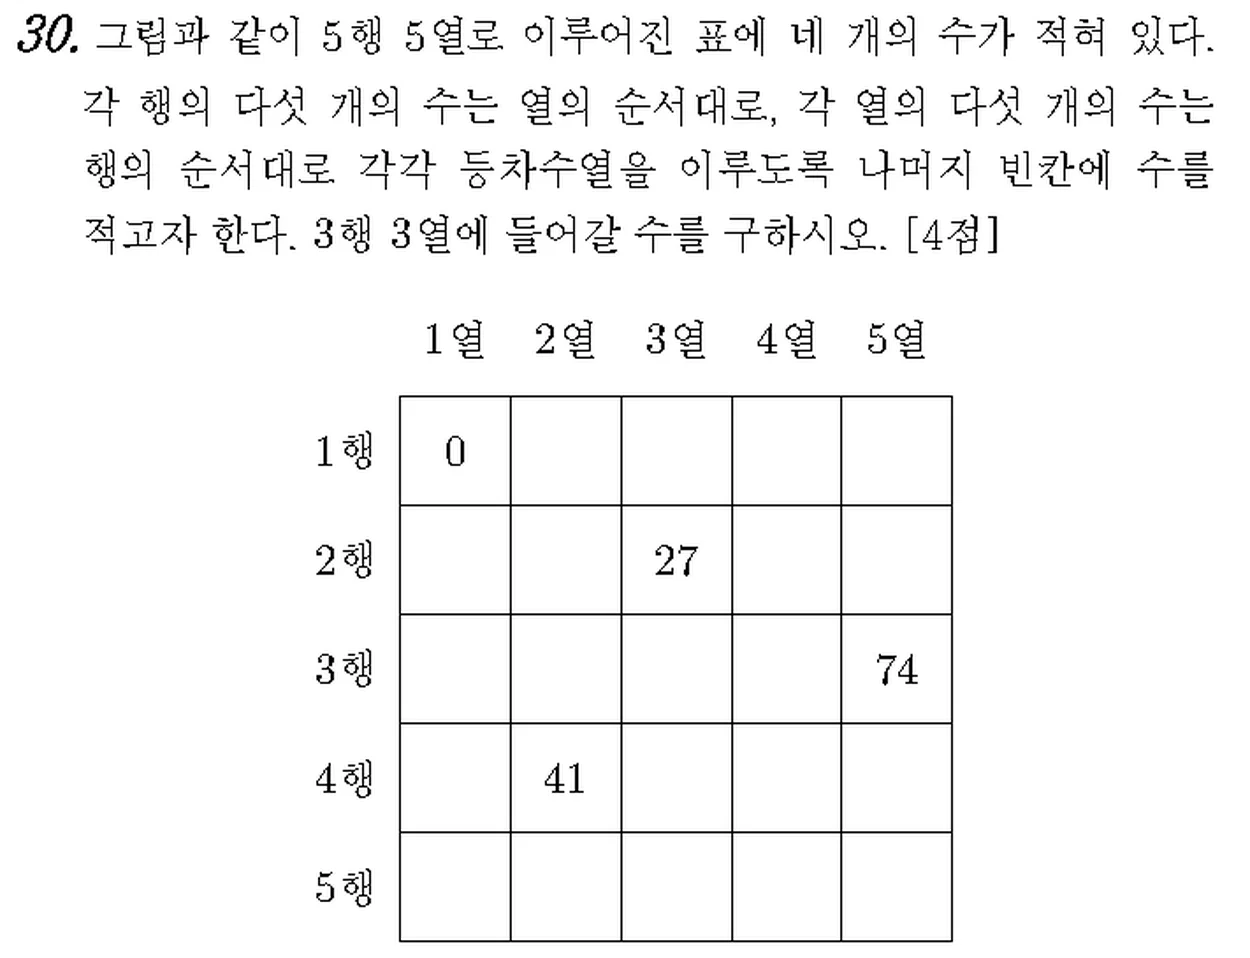 30. 그림과 같이 5행 5열로 이루어진 표에 네 개의 수가 적혀 있다.
각 행의 다섯 개의 수는 열의 순서대로, 각 열의 다섯 개의 수는
행의 순서대로 각각 등차수열을 이루도록 나머지 빈칸에 수를
적고자 한다. 3행 3열에 들어갈 수를 구하시오. [4점]
1열 2열 3열 4열 5열
1행 0
2행 27
3행 74
4행 41
5행